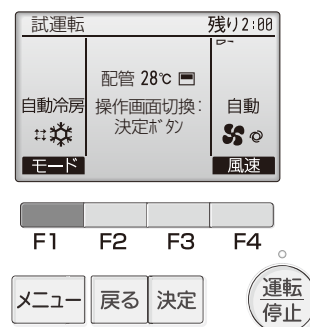 試運転 残り2:00
配管 28℃
自動冷房 操作画面切換: 自動
決定ﾎﾞﾀﾝ
モード 風速
F1 F2 F3 F4
メニュー 戻る 決定 運転
停止